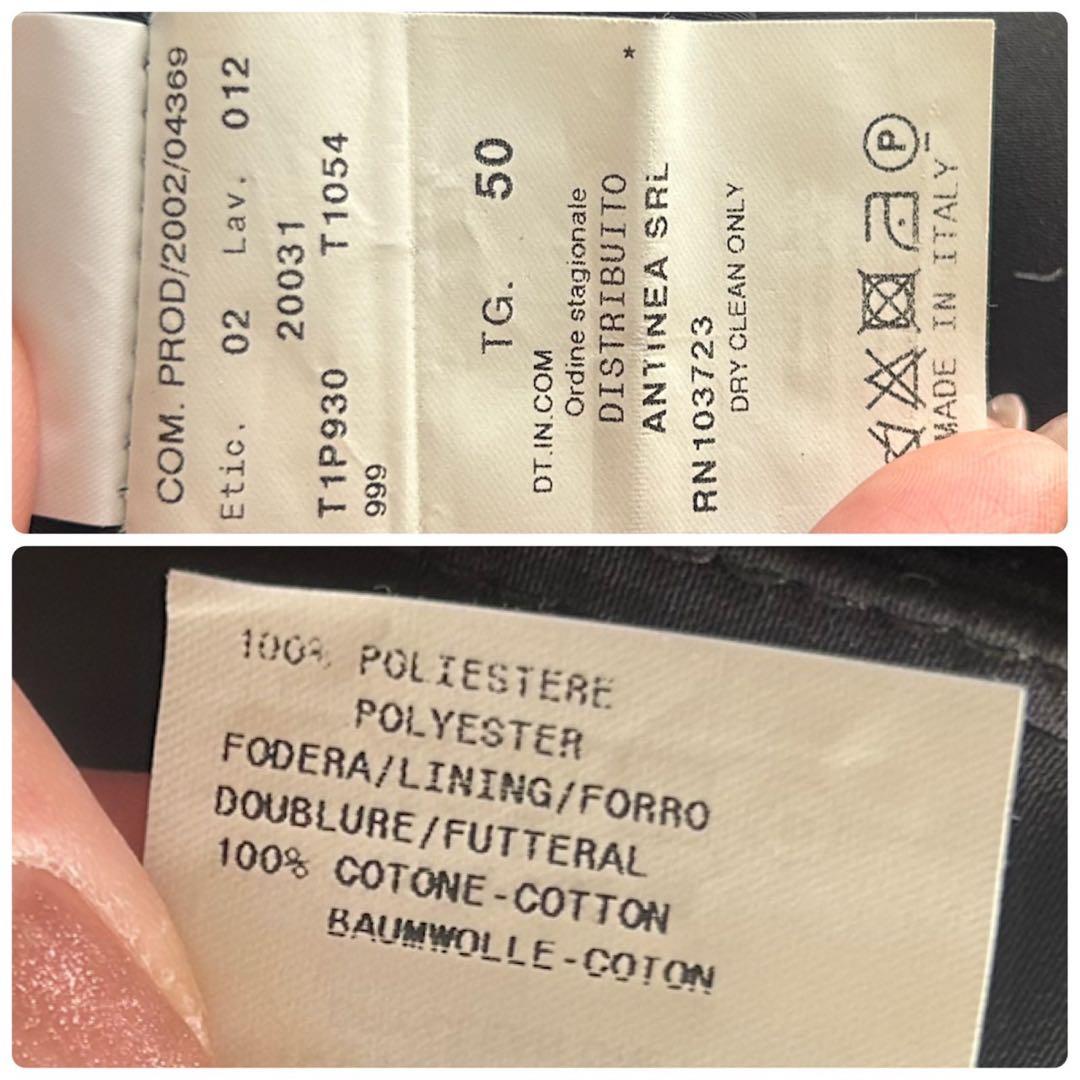 COM. PROD/2002/04369
Etic. 02 Lav. 012
20031
T1P930 T1054
999
TG. 50
DT.IN.COM
Ordine stagionale
DISTRIBUITO *
ANTINEA SRL
RN103723
DRY CLEAN ONLY
P
MADE IN ITALY
100% POLIESTERE
POLYESTER
FODERA/LINING/FORRO
DOUBLURE/FUTTERAL
100% COTONE-COTTON
BAUMWOLLE-COTON